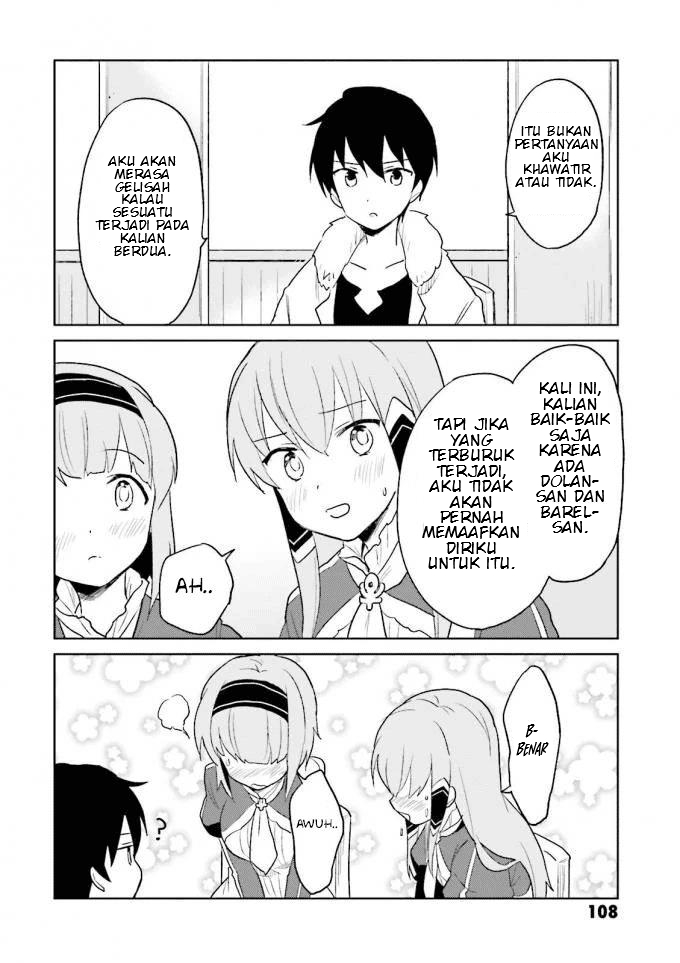 ITU BUKAN
PERTANYAAN
AKU
KHAWATIR
ATAU TIDAK.
AKU AKAN
MERASA
GELISAH
KALAU
SESUATU
TERJADI PADA
KALIAN
BERDUA.
KALI INI,
KALIAN
BAIK-BAIK
SAJA
KARENA
ADA
DOLAN-
SAN DAN
BAREL-
SAN.
TAPI JIKA
YANG
TERBURUK
TERJADI,
AKU TIDAK
AKAN
PERNAH
MEMAAFKAN
DIRIKU
UNTUK ITU.
AH..
B-
BENAR
AWUH..
?
108